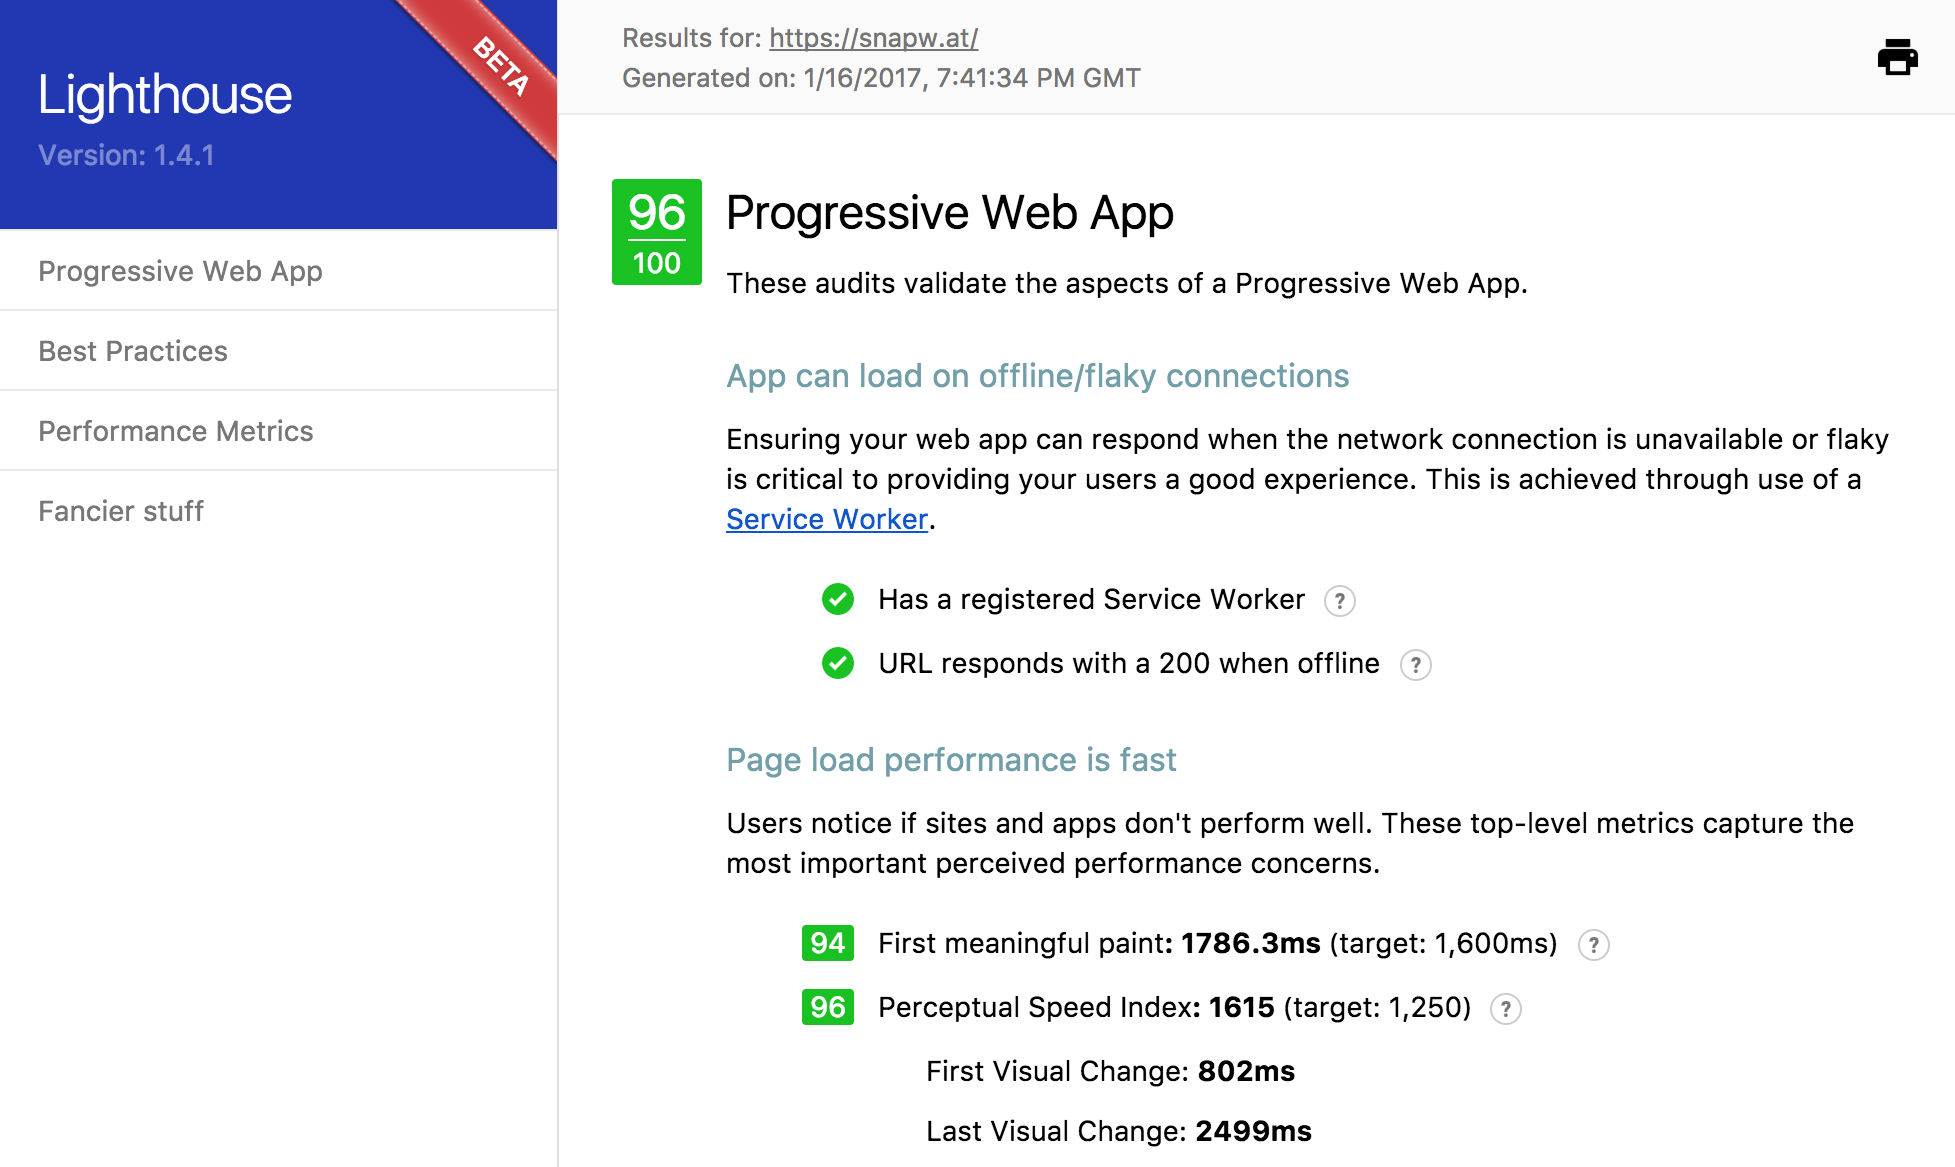 Lighthouse
Version: 1.4.1
BETA
Progressive Web App
Best Practices
Performance Metrics
Fancier stuff
Results for: https://snapw.at/
Generated on: 1/16/2017, 7:41:34 PM GMT
96
100
Progressive Web App
These audits validate the aspects of a Progressive Web App.
App can load on offline/flaky connections
Ensuring your web app can respond when the network connection is unavailable or flaky
is critical to providing your users a good experience. This is achieved through use of a
Service Worker.
Has a registered Service Worker ?
URL responds with a 200 when offline ?
Page load performance is fast
Users notice if sites and apps don't perform well. These top-level metrics capture the
most important perceived performance concerns.
94 First meaningful paint: 1786.3ms (target: 1,600ms) ?
96 Perceptual Speed Index: 1615 (target: 1,250) ?
First Visual Change: 802ms
Last Visual Change: 2499ms